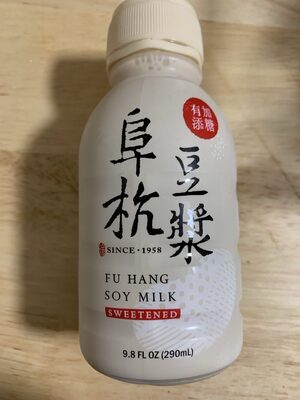 有加
添糖
阜杭
豆漿
SINCE · 1958
FU HANG
SOY MILK
SWEETENED
9.8 FL OZ (290mL)